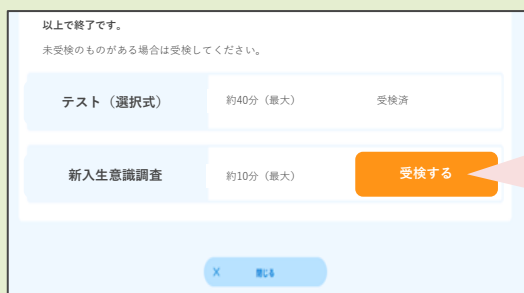 以上で終了です。
未受検のものがある場合は受検してください。
テスト（選択式） 約40分（最大） 受検済
新入生意識調査 約10分（最大） 受検する
X 閉じる